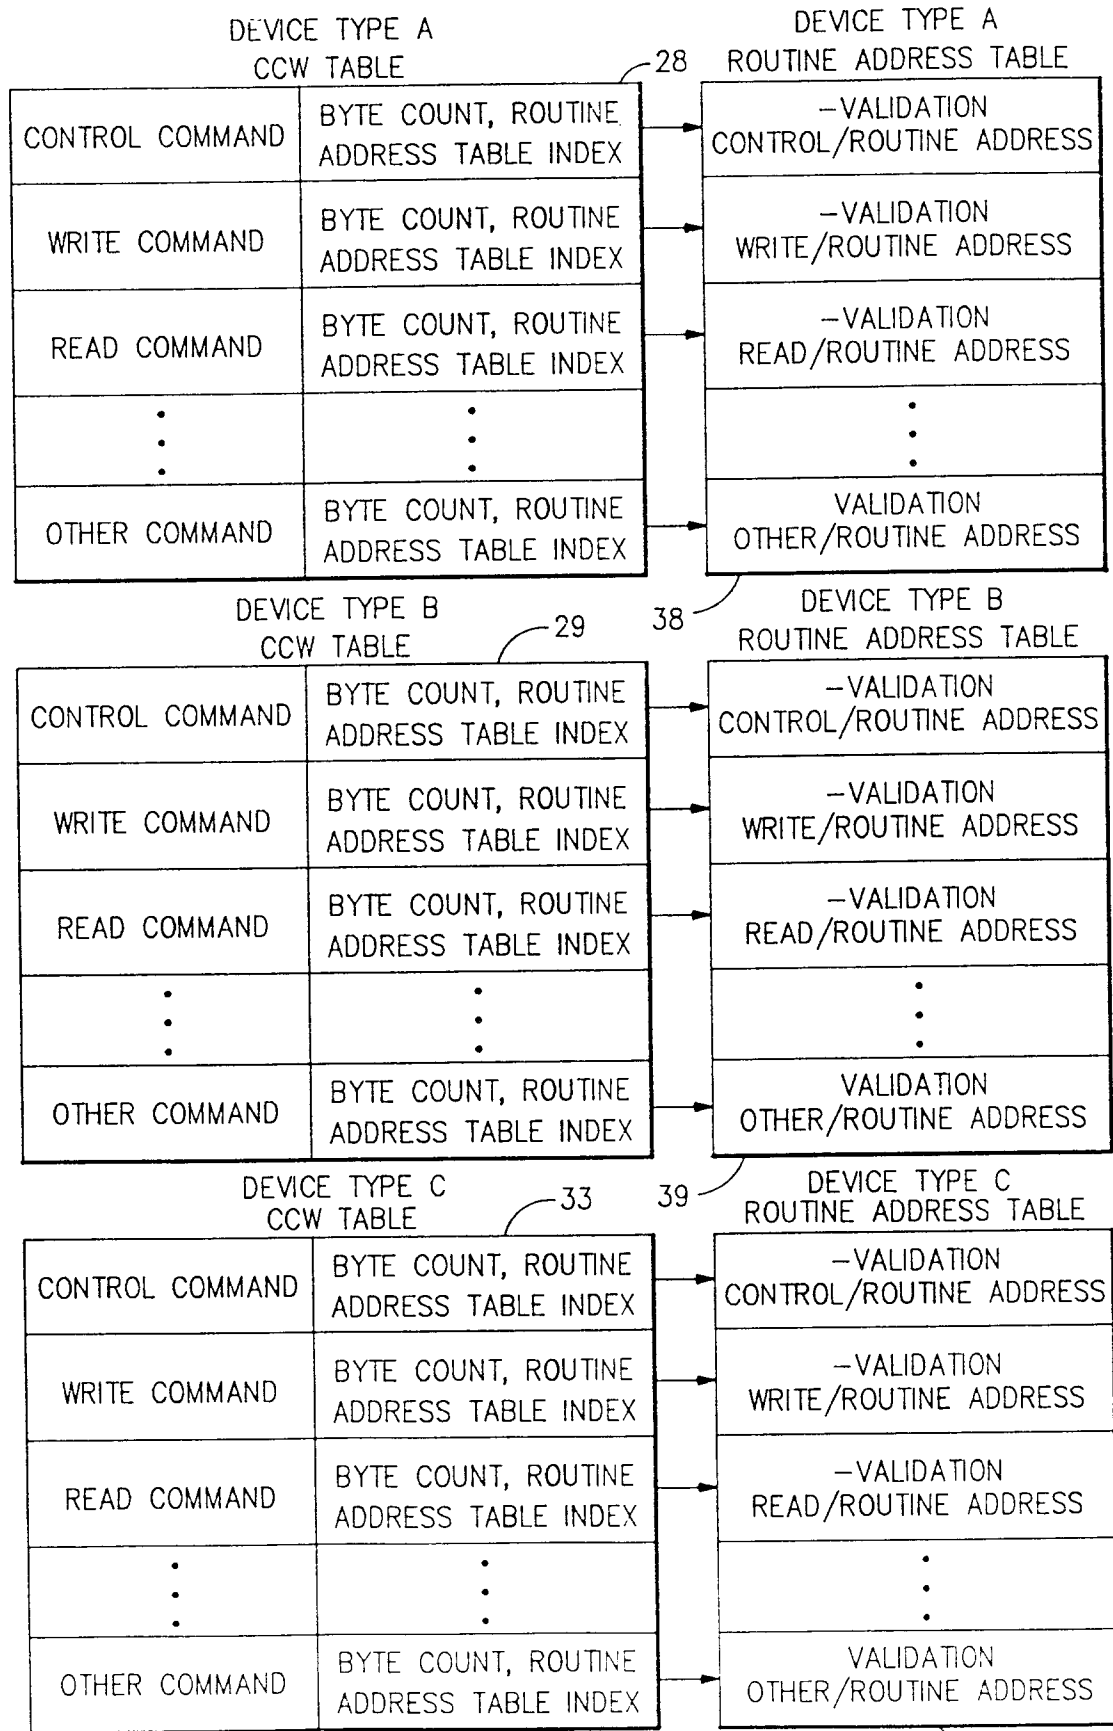 DEVICE TYPE A
CCW TABLE
28
DEVICE TYPE A
ROUTINE ADDRESS TABLE
CONTROL COMMAND
BYTE COUNT, ROUTINE
ADDRESS TABLE INDEX
-VALIDATION
CONTROL/ROUTINE ADDRESS
WRITE COMMAND
BYTE COUNT, ROUTINE
ADDRESS TABLE INDEX
-VALIDATION
WRITE/ROUTINE ADDRESS
READ COMMAND
BYTE COUNT, ROUTINE
ADDRESS TABLE INDEX
-VALIDATION
READ/ROUTINE ADDRESS
OTHER COMMAND
BYTE COUNT, ROUTINE
ADDRESS TABLE INDEX
VALIDATION
OTHER/ROUTINE ADDRESS
DEVICE TYPE B
CCW TABLE
29
38
DEVICE TYPE B
ROUTINE ADDRESS TABLE
CONTROL COMMAND
BYTE COUNT, ROUTINE
ADDRESS TABLE INDEX
-VALIDATION
CONTROL/ROUTINE ADDRESS
WRITE COMMAND
BYTE COUNT, ROUTINE
ADDRESS TABLE INDEX
-VALIDATION
WRITE/ROUTINE ADDRESS
READ COMMAND
BYTE COUNT, ROUTINE
ADDRESS TABLE INDEX
-VALIDATION
READ/ROUTINE ADDRESS
OTHER COMMAND
BYTE COUNT, ROUTINE
ADDRESS TABLE INDEX
VALIDATION
OTHER/ROUTINE ADDRESS
DEVICE TYPE C
CCW TABLE
33
39
DEVICE TYPE C
ROUTINE ADDRESS TABLE
CONTROL COMMAND
BYTE COUNT, ROUTINE
ADDRESS TABLE INDEX
-VALIDATION
CONTROL/ROUTINE ADDRESS
WRITE COMMAND
BYTE COUNT, ROUTINE
ADDRESS TABLE INDEX
-VALIDATION
WRITE/ROUTINE ADDRESS
READ COMMAND
BYTE COUNT, ROUTINE
ADDRESS TABLE INDEX
-VALIDATION
READ/ROUTINE ADDRESS
OTHER COMMAND
BYTE COUNT, ROUTINE
ADDRESS TABLE INDEX
VALIDATION
OTHER/ROUTINE ADDRESS